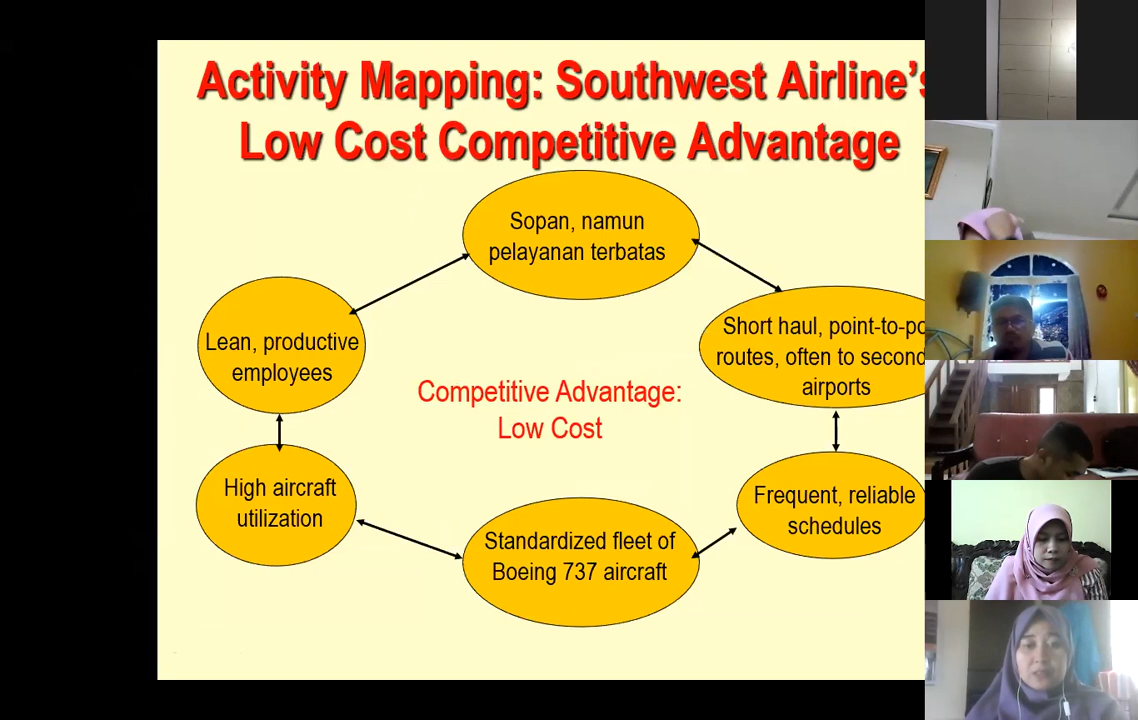 Activity Mapping: Southwest Airline's
Low Cost Competitive Advantage
Sopan, namun
pelayanan terbatas
Lean, productive
employees
Short haul, point-to-po
routes, often to second
airports
Competitive Advantage:
Low Cost
High aircraft
utilization
Frequent, reliable
schedules
Standardized fleet of
Boeing 737 aircraft